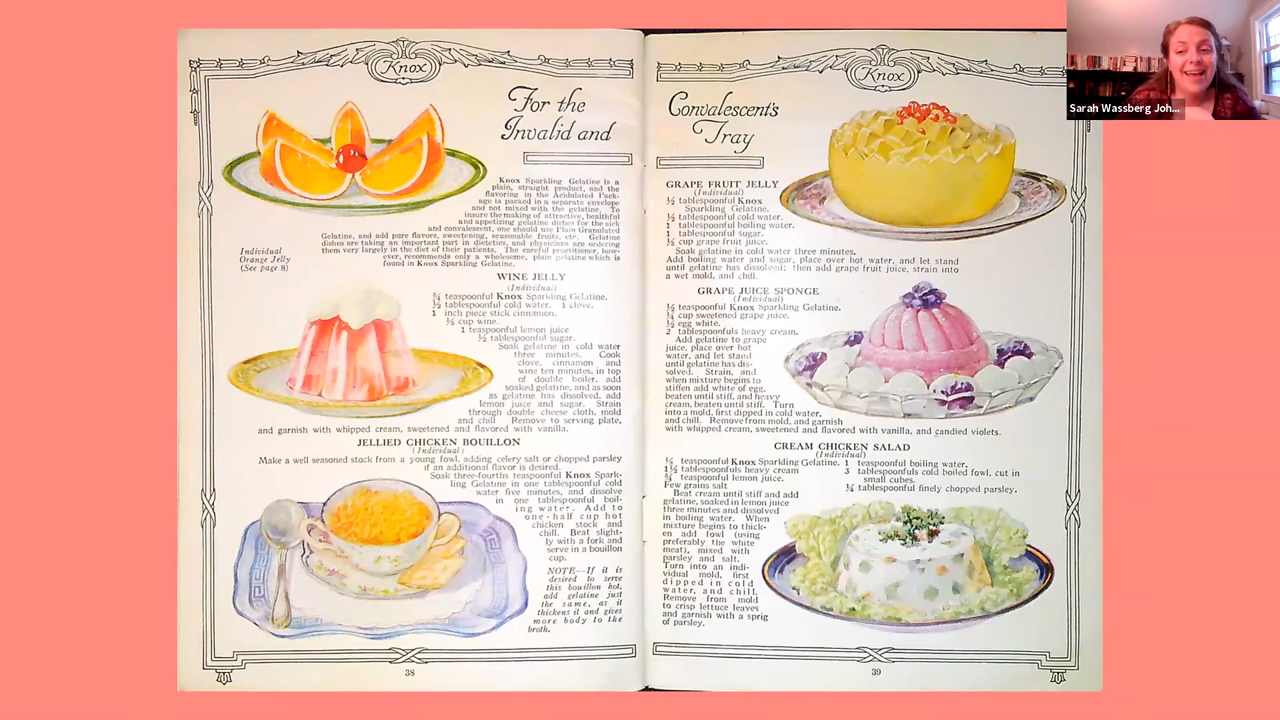 Knox
For the
Invalid and
Knox Sparkling Gelatine is a
plain, straight product, and the
flavoring in the Acidulated Pack-
age is packed in a separate envelope
and not mixed with the gelatine. To
insure the making of attractive, healthful
and appetizing gelatine dishes for the sick
and convalescent, one should use Plain Granulated
Gelatine, and add pure flavors, sweetening, seasonable fruits, etc. Gelatine
dishes are taking an important part in dietetics, and physicians are ordering
them very largely in the diet of their patients. The careful practitioner, how-
ever, recommends only a wholesome, plain gelatine which is
found in Knox Sparkling Gelatine.
Individual
Orange Jelly
(See page 8)
WINE JELLY
(Individual)
¾ teaspoonful Knox Sparkling Gelatine.
½ tablespoonful cold water. 1 clove.
1 inch piece stick cinnamon.
⅓ cup wine.
1 teaspoonful lemon juice
½ tablespoonful sugar.
Soak gelatine in cold water
three minutes. Cook
clove, cinnamon and
wine ten minutes, in top
of double boiler, add
soaked gelatine, and as soon
as gelatine has dissolved, add
lemon juice and sugar. Strain
through double cheese cloth, mold
and chill. Remove to serving plate,
and garnish with whipped cream, sweetened and flavored with vanilla.
JELLIED CHICKEN BOUILLON
(Individual)
Make a well seasoned stock from a young fowl, adding celery salt or chopped parsley
if an additional flavor is desired.
Soak three-fourths teaspoonful Knox Spark-
ling Gelatine in one tablespoonful cold
water five minutes, and dissolve
in one tablespoonful boil-
ing water. Add to
one-half cup hot
chicken stock and
chill. Beat slight-
ly with a fork and
serve in a bouillon
cup.
NOTE—If it is
desired to serve
this bouillon hot,
add gelatine just
the same, as it
thickens it and gives
more body to the
broth.
38
Knox
Convalescent's
Tray
GRAPE FRUIT JELLY
(Individual)
½ tablespoonful Knox
Sparkling Gelatine.
½ tablespoonful cold water.
1 tablespoonful boiling water.
1 tablespoonful sugar.
⅓ cup grape fruit juice.
Soak gelatine in cold water three minutes.
Add boiling water and sugar, place over hot water, and let stand
until gelatine has dissolved; then add grape fruit juice, strain into
a wet mold, and chill.
GRAPE JUICE SPONGE
(Individual)
teaspoonful Knox Sparkling Gelatine.
¼ cup sweetened grape juice.
½ egg white.
2 tablespoonfuls heavy cream.
Add gelatine to grape
juice, place over hot
water, and let stand
until gelatine has dis-
solved. Strain, and
when mixture begins to
stiffen add white of egg,
beaten until stiff, and heavy
cream, beaten until stiff. Turn
into a mold, first dipped in cold water,
and chill. Remove from mold, and garnish
with whipped cream, sweetened and flavored with vanilla, and candied violets.
CREAM CHICKEN SALAD
(Individual)
teaspoonful Knox Sparkling Gelatine.
1½ tablespoonfuls heavy cream
¾ teaspoonful lemon juice.
Few grains salt
1 teaspoonful boiling water.
3 tablespoonfuls cold boiled fowl, cut in
small cubes.
¼ tablespoonful finely chopped parsley.
Beat cream until stiff and add
gelatine, soaked in lemon juice
three minutes and dissolved
in boiling water. When
mixture begins to thick-
en add fowl (using
preferably the white
meat), mixed with
parsley and salt.
Turn into an indi-
vidual mold, first
dipped in cold
water, and chill.
Remove from mold
to crisp lettuce leaves
and garnish with a sprig
of parsley.
39
Sarah Wassberg Joh...